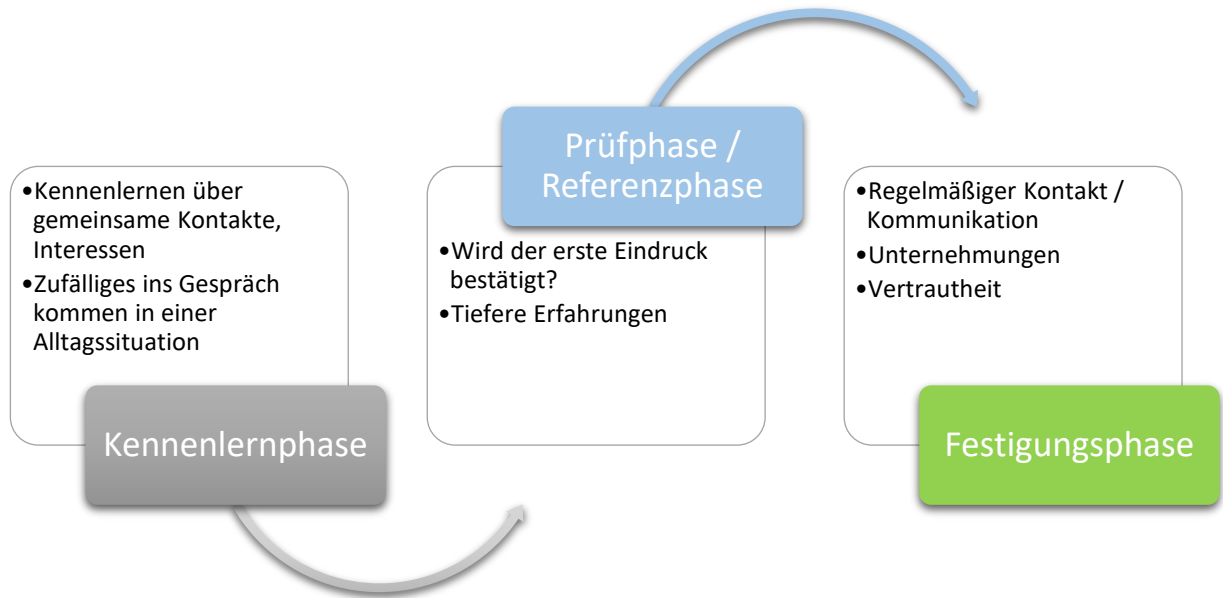 •Kennenlernen über
gemeinsame Kontakte,
Interessen
•Zufälliges ins Gespräch
kommen in einer
Alltagssituation
Kennenlernphase
Prüfphase /
Referenzphase
•Wird der erste Eindruck
bestätigt?
•Tiefere Erfahrungen
•Regelmäßiger Kontakt /
Kommunikation
•Unternehmungen
•Vertrautheit
Festigungsphase